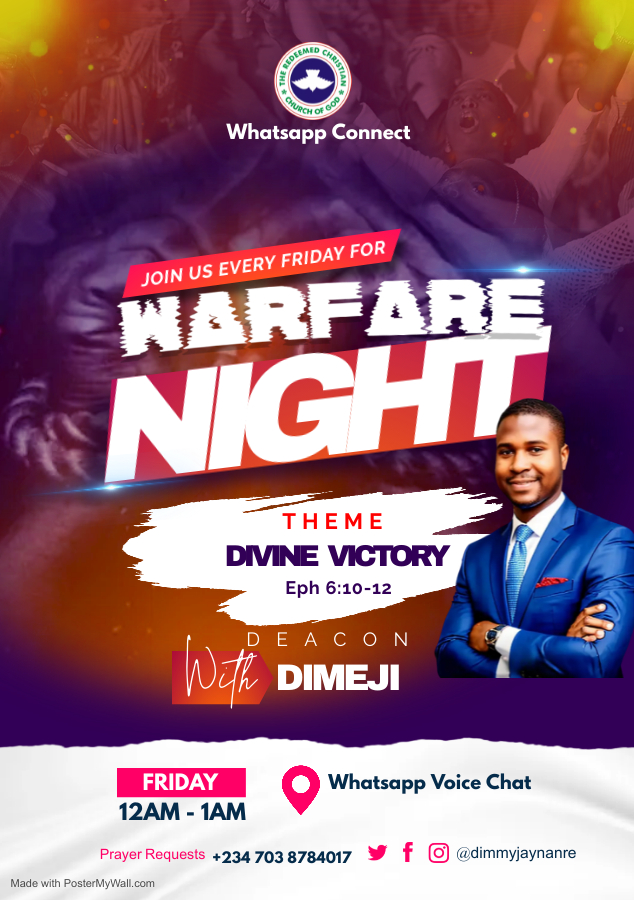 THE REDEEMED CHRISTIAN
CHURCH OF GOD
Whatsapp Connect
JOIN US EVERY FRIDAY FOR
WARFARE
NIGHT
THEME
DIVINE VICTORY
Eph 6:10-12
DEACON
With DIMEJI
FRIDAY
12AM - 1AM
Whatsapp Voice Chat
Prayer Requests +234 703 8784017
@dimmyjaynanre
Made with PosterMyWall.com